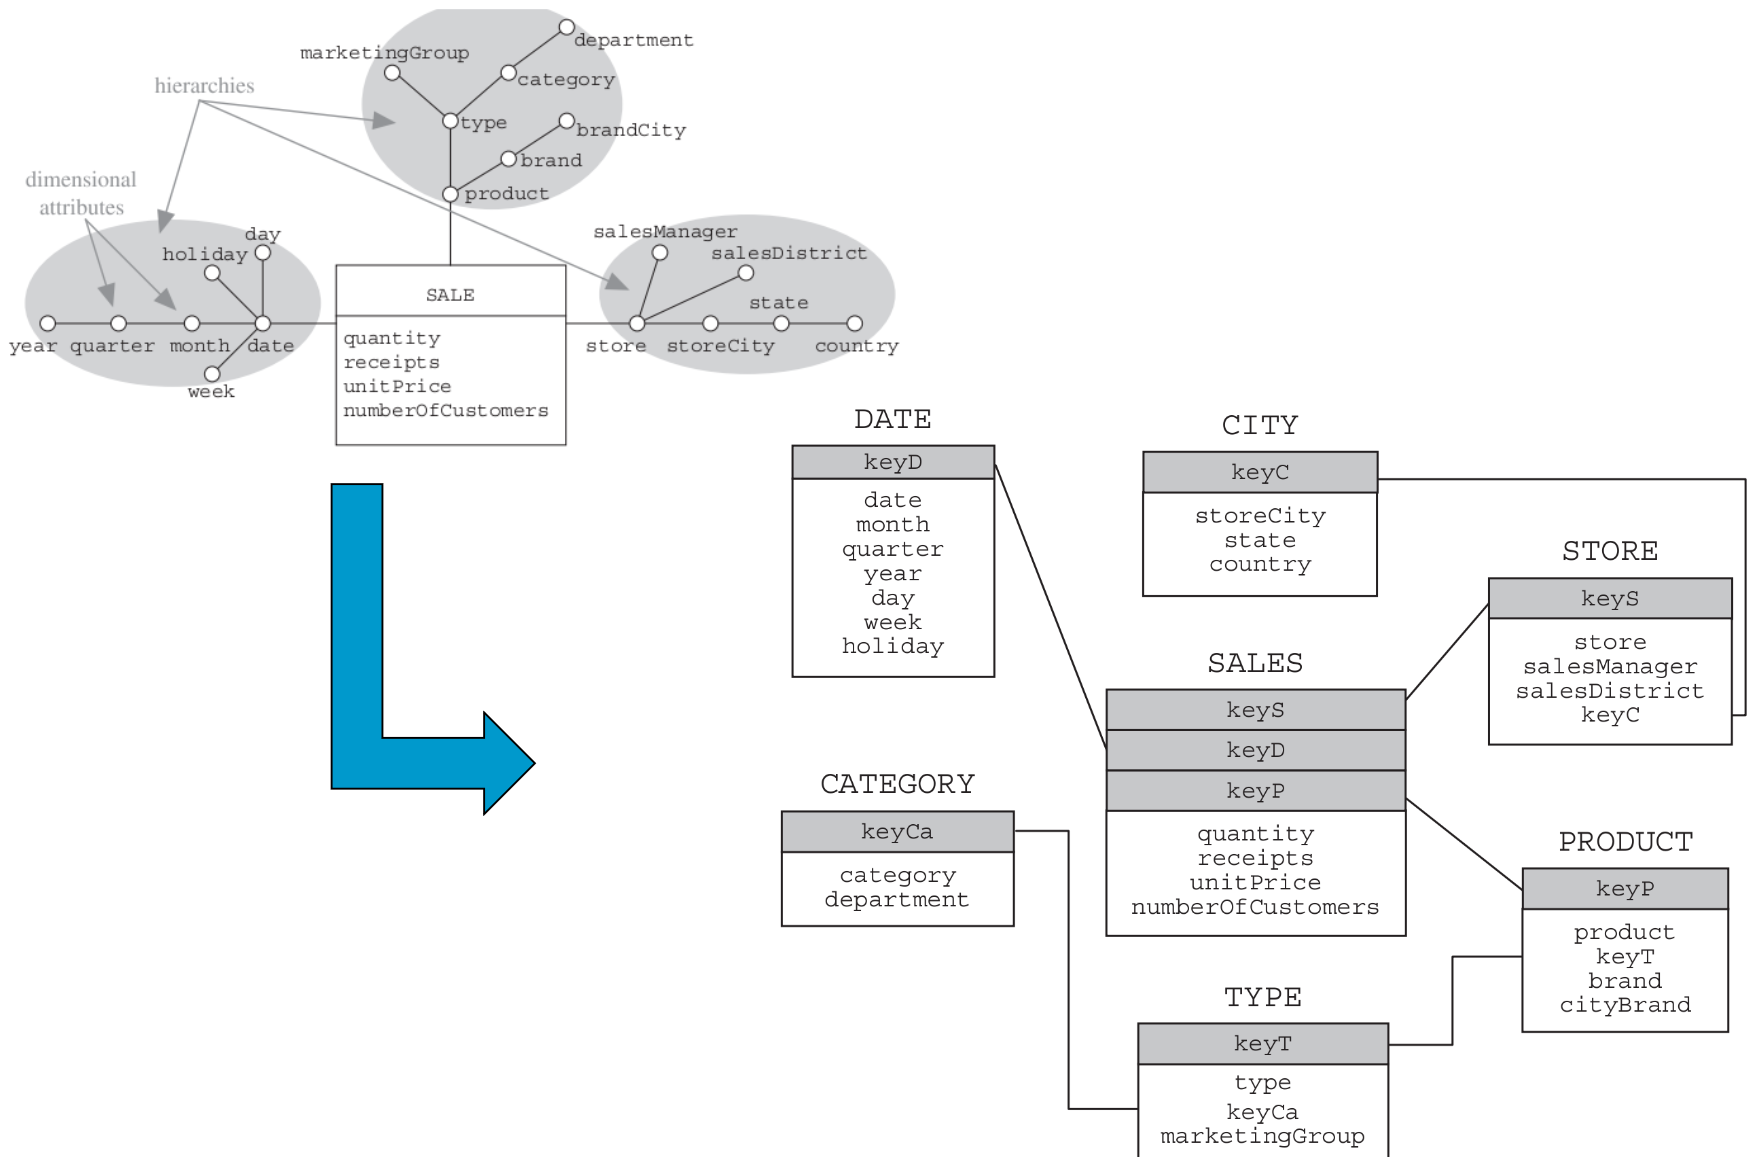 department
marketingGroup
category
hierarchies
type
brandCity
brand
dimensional
attributes
product
day
holiday
salesManager
salesDistrict
SALE
state
year
quarter
month
date
week
quantity
receipts
unitPrice
numberOfCustomers
store
storeCity
country
DATE
keyD
date
month
quarter
year
day
week
holiday
CITY
keyC
storeCity
state
country
STORE
keyS
store
salesManager
salesDistrict
keyC
SALES
keyS
keyD
keyP
quantity
receipts
unitPrice
numberOfCustomers
CATEGORY
keyCa
category
department
PRODUCT
keyP
product
keyT
brand
cityBrand
TYPE
keyT
type
keyCa
marketingGroup